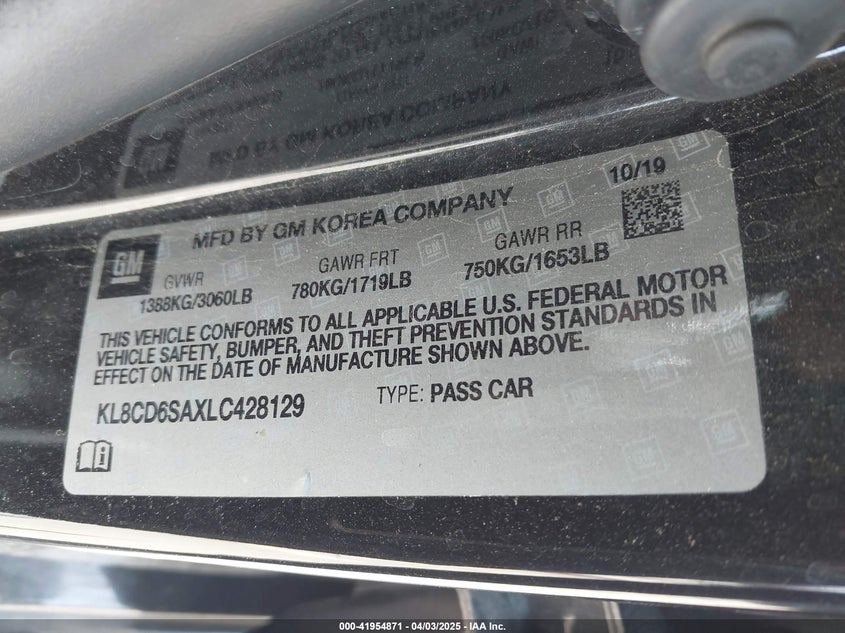 10/19
MFD BY GM KOREA COMPANY
GM
GVWR GAWR FRT GAWR RR
1388KG/3060LB 780KG/1719LB 750KG/1653LB
THIS VEHICLE CONFORMS TO ALL APPLICABLE U.S. FEDERAL MOTOR
VEHICLE SAFETY, BUMPER, AND THEFT PREVENTION STANDARDS IN
EFFECT ON THE DATE OF MANUFACTURE SHOWN ABOVE.
KL8CD6SAXLC428129 TYPE: PASS CAR
000-41954871 - 04/03/2025 - IAA Inc.